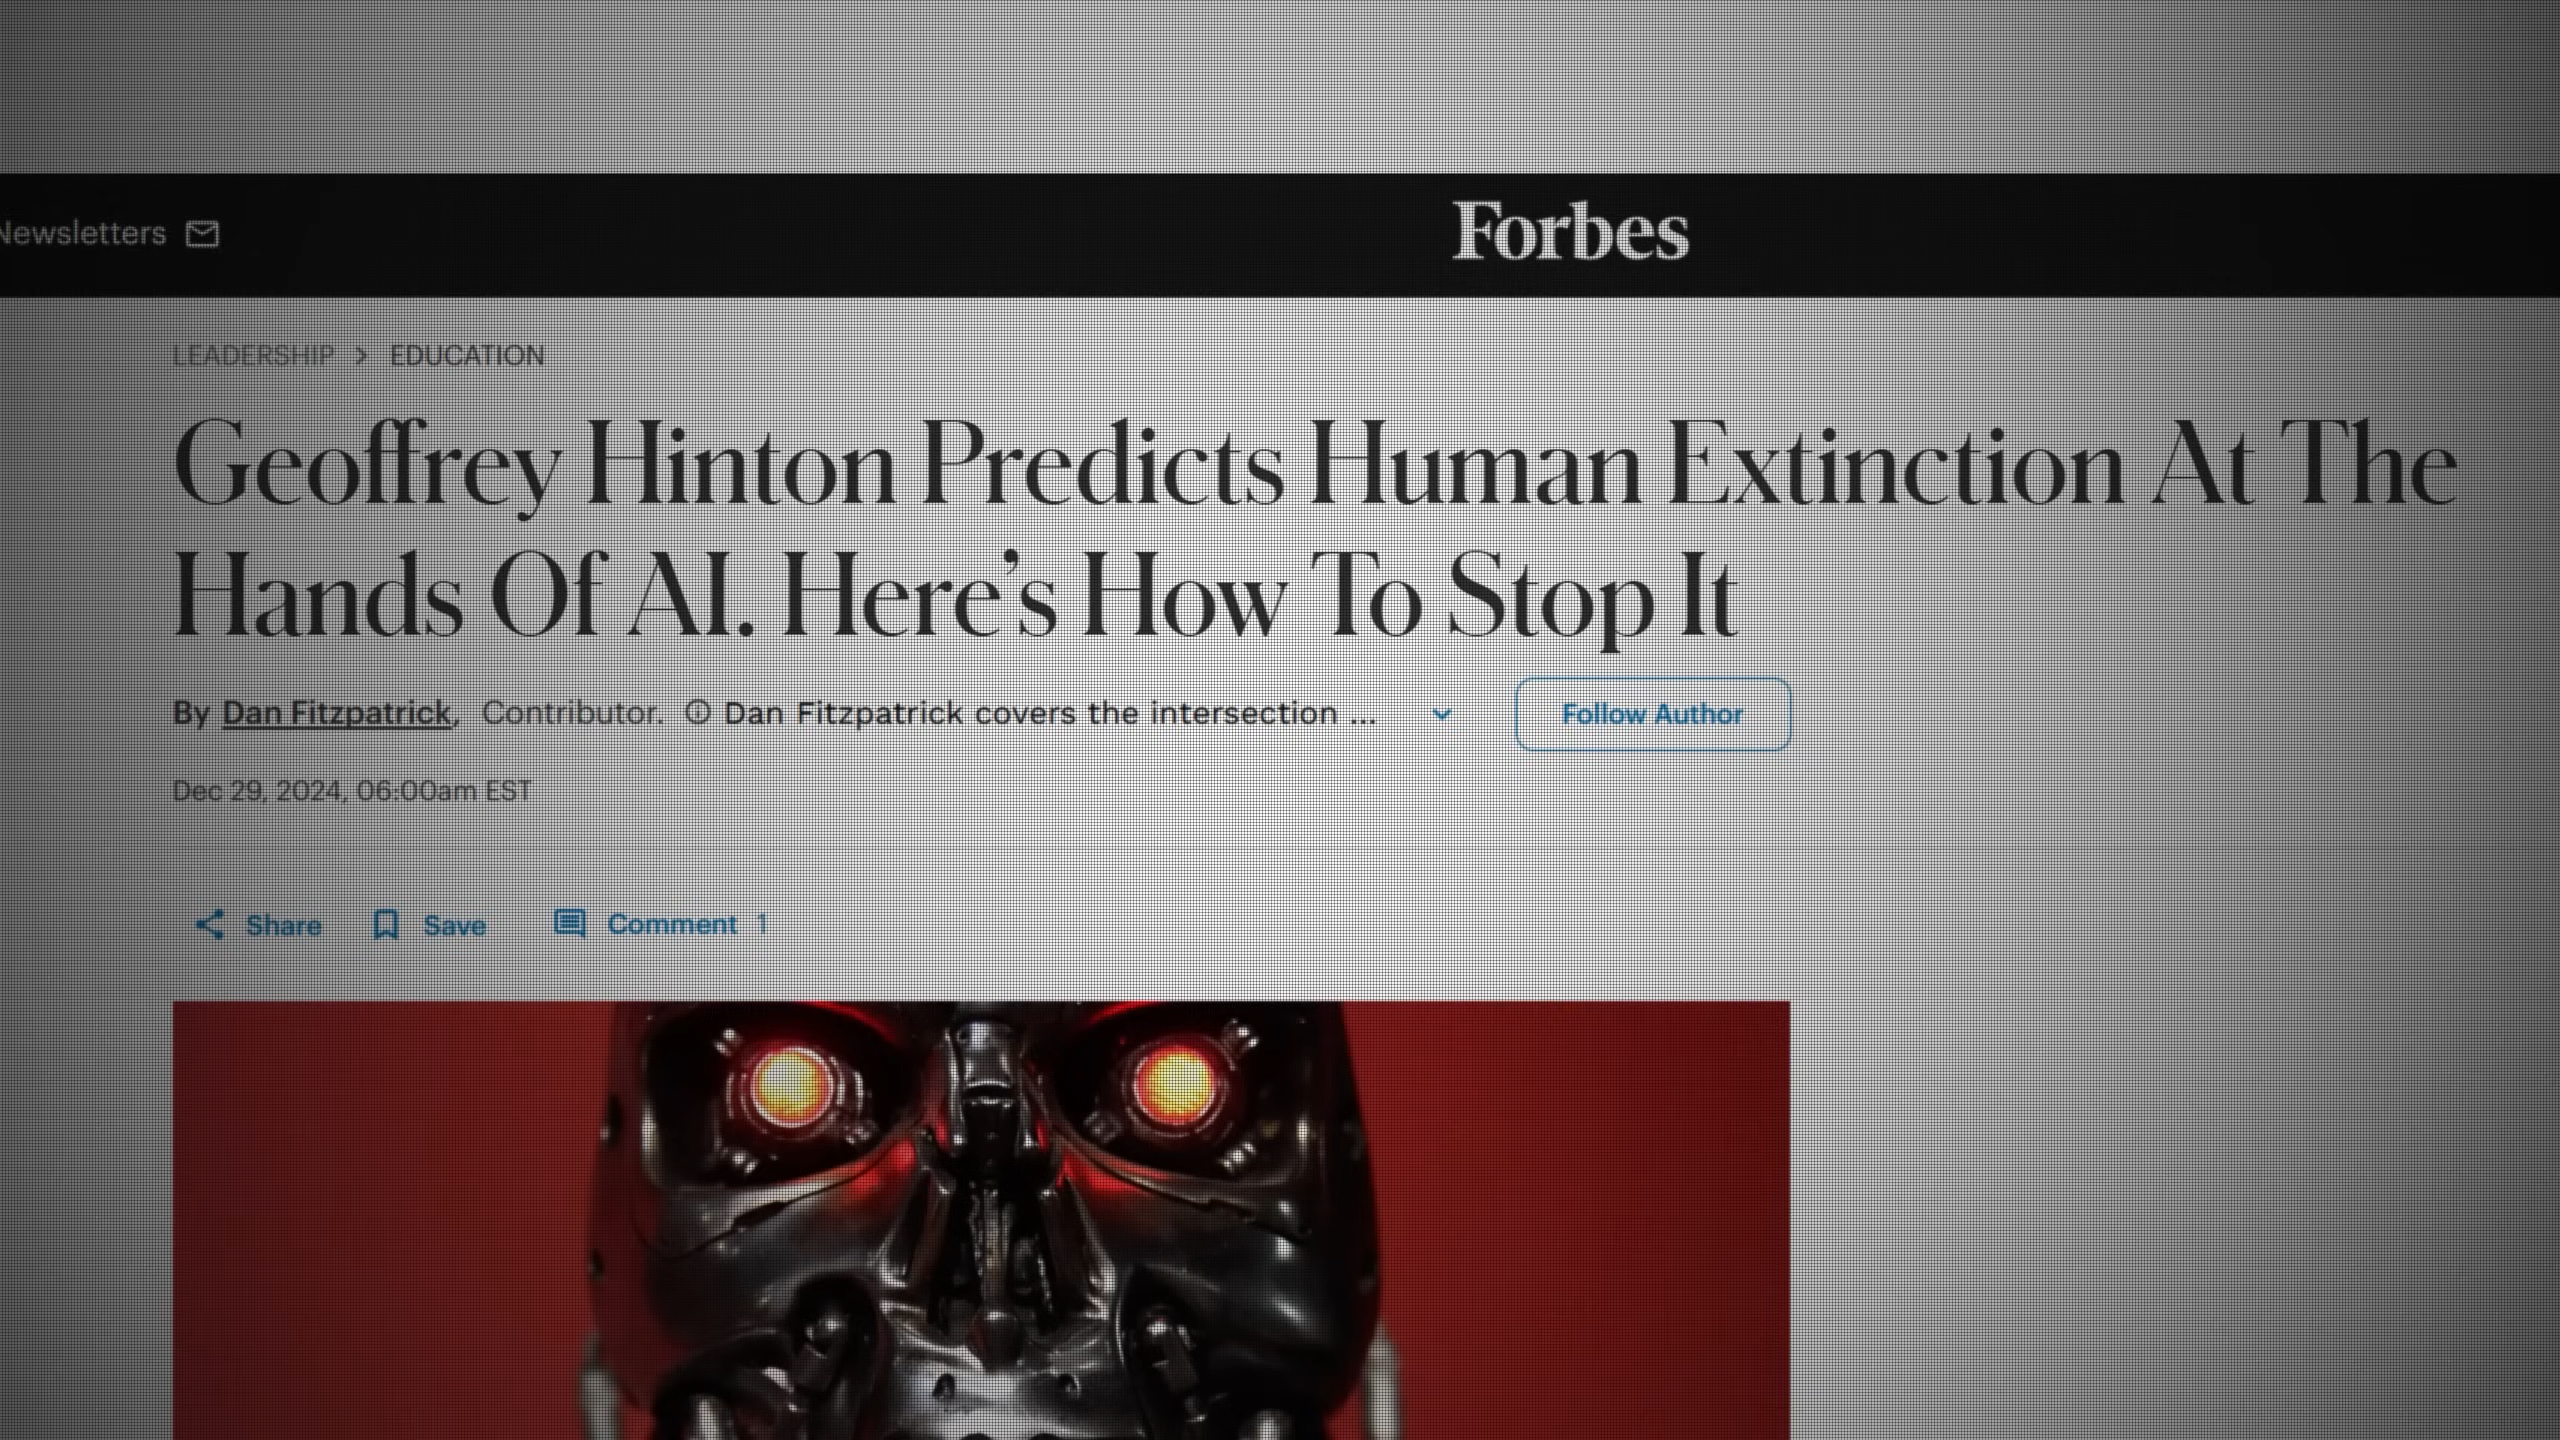 Newsletters
Forbes
LEADERSHIP > EDUCATION
Geoffrey Hinton Predicts Human Extinction At The
Hands Of AI. Here’s How To Stop It
By Dan Fitzpatrick, Contributor. Dan Fitzpatrick covers the intersection ...
Follow Author
Dec 29, 2024, 06:00am EST
Share Save Comment 1